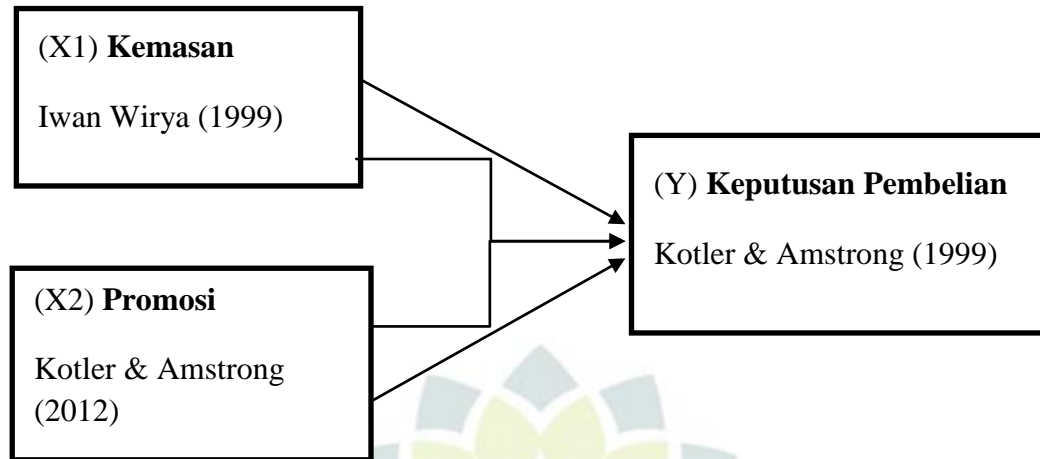 (X1) Kemasan
Iwan Wirya (1999)
(Y) Keputusan Pembelian
Kotler & Amstrong (1999)
(X2) Promosi
Kotler & Amstrong
(2012)